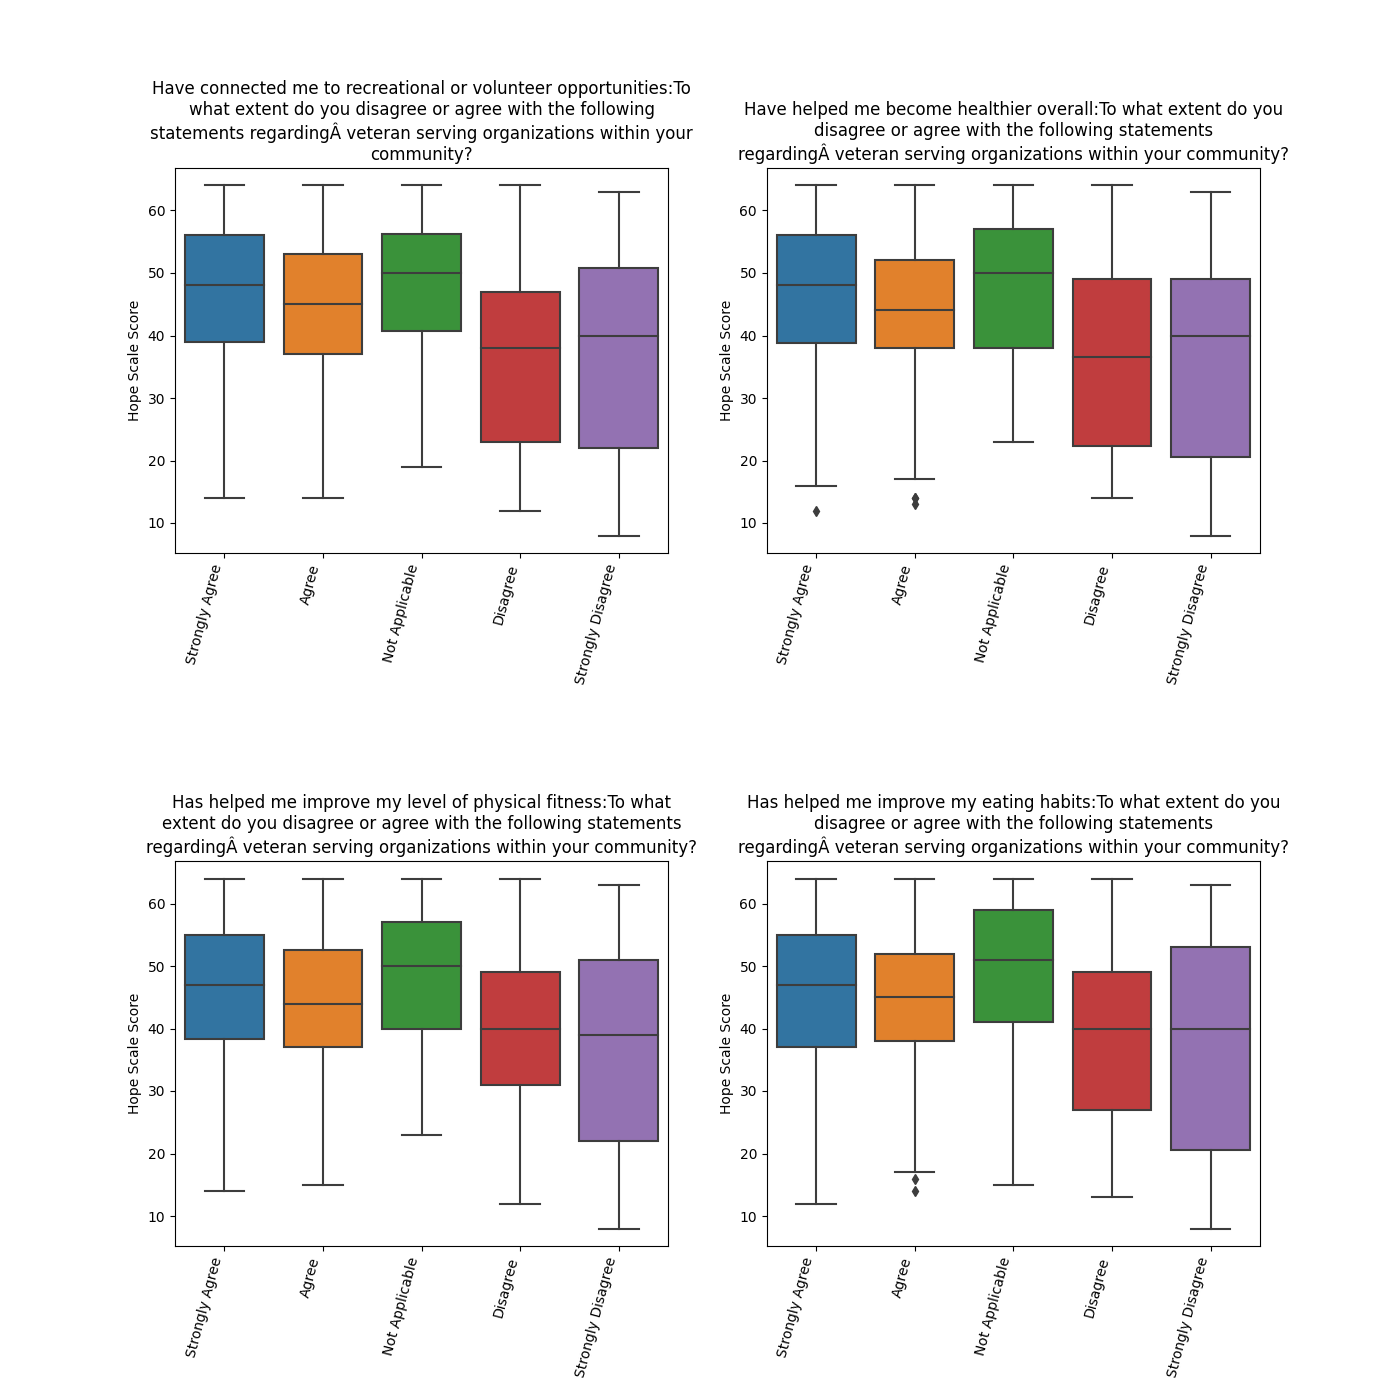 Have connected me to recreational or volunteer opportunities:To
what extent do you disagree or agree with the following
statements regardingÂ veteran serving organizations within your
community?
Hope Scale Score
60
50
40
30
20
10
Strongly Agree
Agree
Not Applicable
Disagree
Strongly Disagree
Have helped me become healthier overall:To what extent do you
disagree or agree with the following statements
regardingÂ veteran serving organizations within your community?
Hope Scale Score
60
50
40
30
20
10
Strongly Agree
Agree
Not Applicable
Disagree
Strongly Disagree
Has helped me improve my level of physical fitness:To what
extent do you disagree or agree with the following statements
regardingÂ veteran serving organizations within your community?
Hope Scale Score
60
50
40
30
20
10
Strongly Agree
Agree
Not Applicable
Disagree
Strongly Disagree
Has helped me improve my eating habits:To what extent do you
disagree or agree with the following statements
regardingÂ veteran serving organizations within your community?
Hope Scale Score
60
50
40
30
20
10
Strongly Agree
Agree
Not Applicable
Disagree
Strongly Disagree